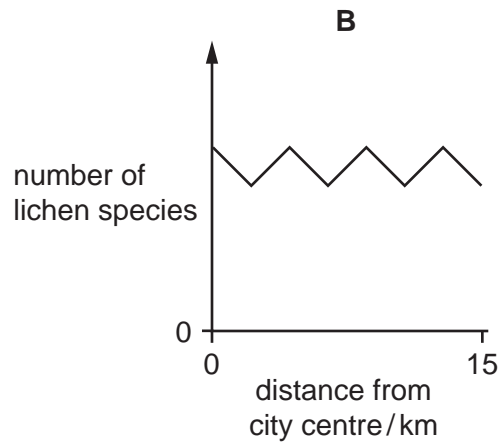 B
number of
lichen species
0
0
15
distance from
city centre / km